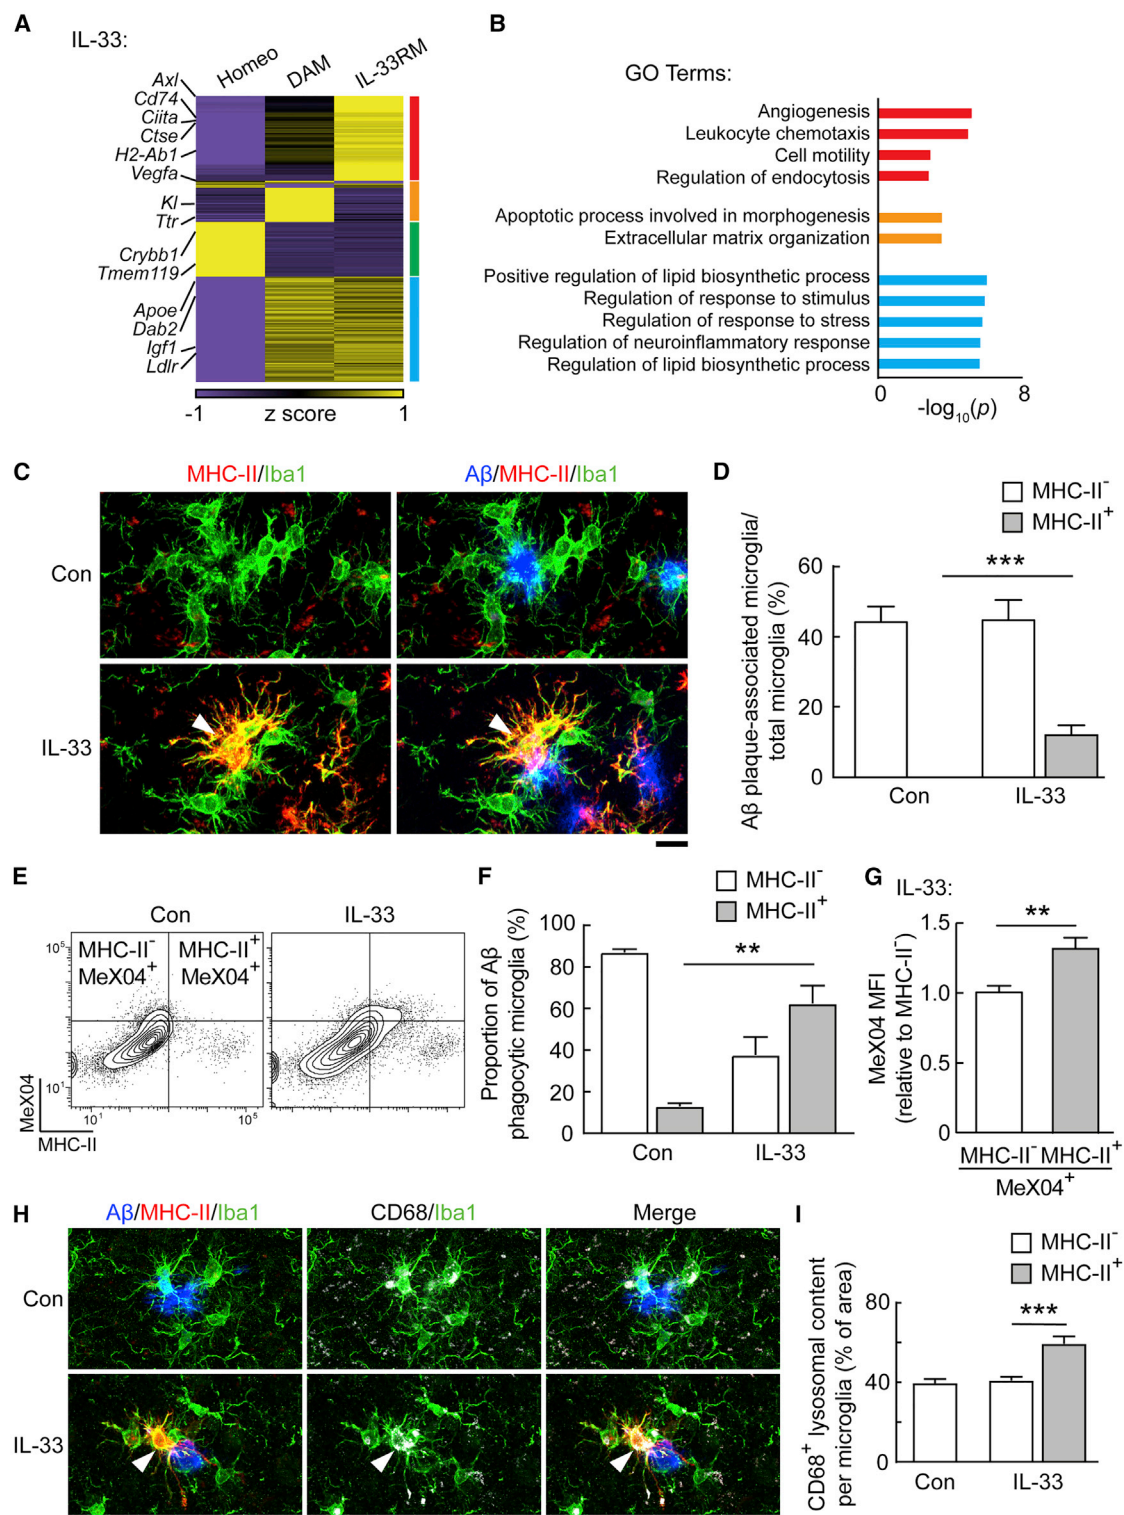 A
IL-33:
Homeo
DAM
IL-33RM
Axl
Cd74
Ciita
Ctse
H2-Ab1
Vegfa
Kl
Ttr
Crybb1
Tmem119
Apoe
Dab2
Igf1
Ldlr
-1
z score
1
B
GO Terms:
Angiogenesis
Leukocyte chemotaxis
Cell motility
Regulation of endocytosis
Apoptotic process involved in morphogenesis
Extracellular matrix organization
Positive regulation of lipid biosynthetic process
Regulation of response to stimulus
Regulation of response to stress
Regulation of neuroinflammatory response
Regulation of lipid biosynthetic process
0
8
-log10(p)
C
MHC-II/Iba1
Aβ/MHC-II/Iba1
Con
IL-33
D
MHC-II-
MHC-II+
Aβ plaque-associated microglia/
total microglia (%)
60
40
20
0
***
Con
IL-33
E
Con
IL-33
MHC-II-
MeX04+
MHC-II+
MeX04+
10^5
10^1
10^1
10^5
MeX04
MHC-II
F
MHC-II-
MHC-II+
Proportion of Aβ
phagocytic microglia (%)
100
80
60
40
20
0
**
Con
IL-33
G
IL-33:
MeX04 MFI
(relative to MHC-II-)
1.5
1.0
0.5
0
**
MHC-II- MHC-II+
MeX04+
H
Aβ/MHC-II/Iba1
CD68/Iba1
Merge
Con
IL-33
I
MHC-II-
MHC-II+
CD68+ lysosomal content
per microglia (% of area)
80
40
0
***
Con
IL-33